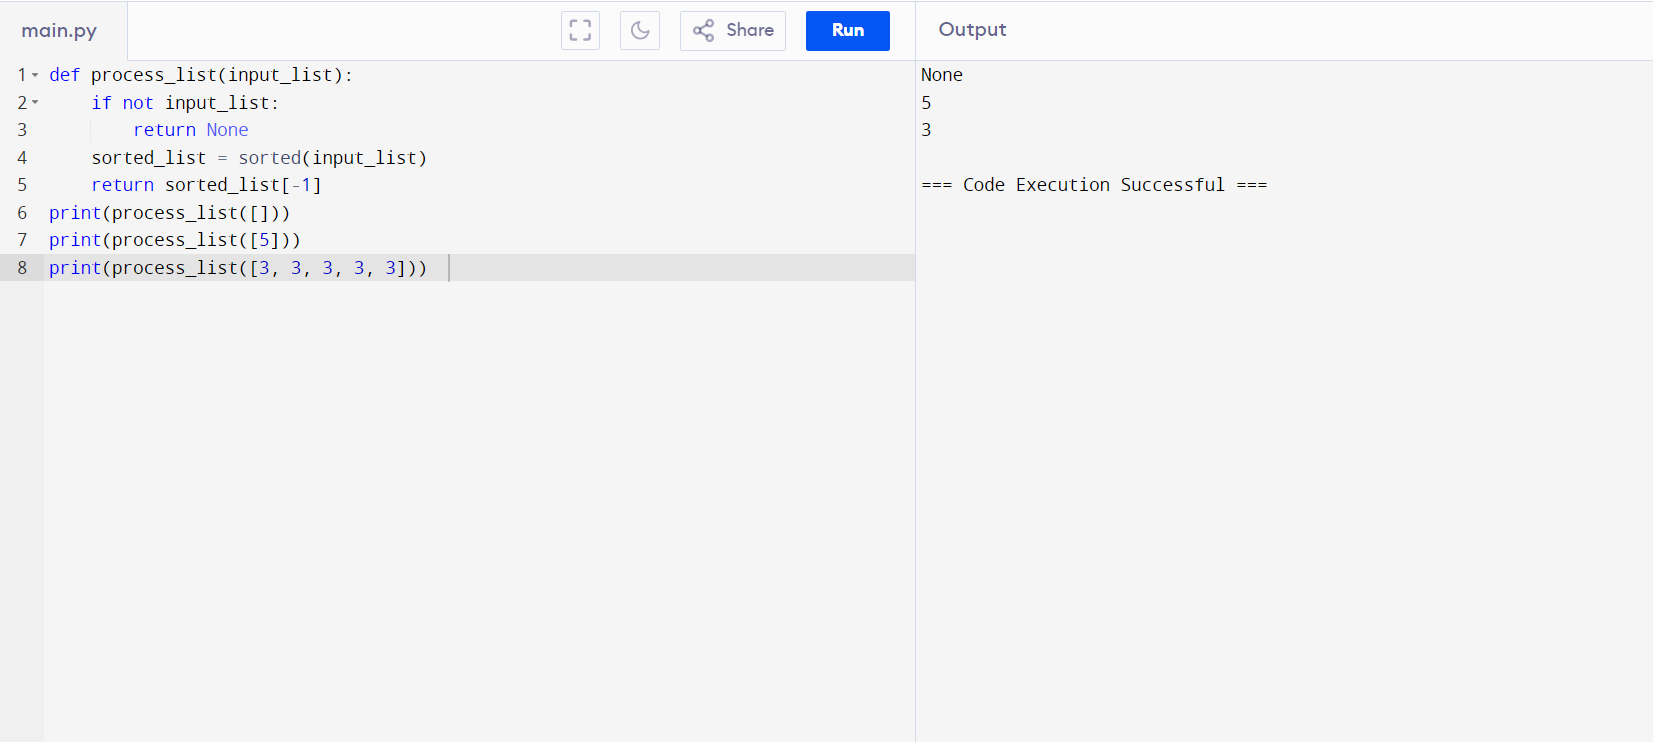 main.py
Share
Run
Output
1 def process_list(input_list):
2     if not input_list:
3         return None
4     sorted_list = sorted(input_list)
5     return sorted_list[-1]
6 print(process_list([]))
7 print(process_list([5]))
8 print(process_list([3, 3, 3, 3, 3]))
None
5
3
=== Code Execution Successful ===